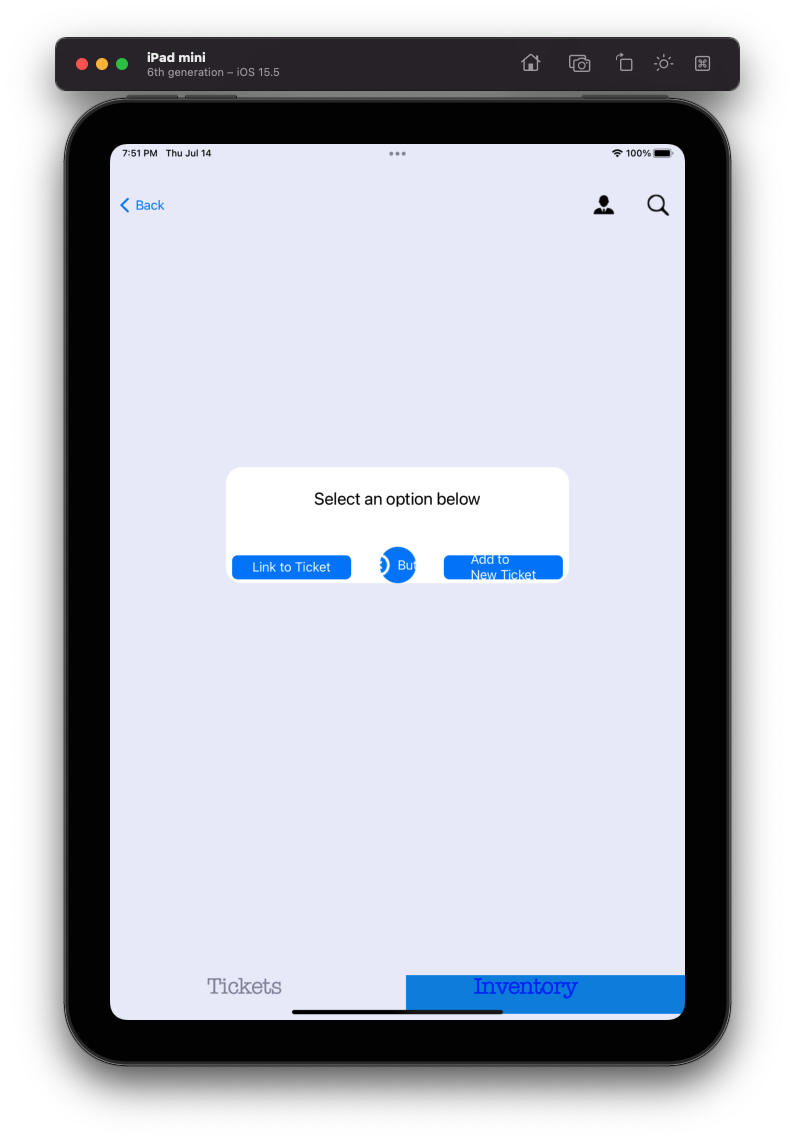 iPad mini
6th generation – iOS 15.5
7:51 PM Thu Jul 14
100%
Back
Select an option below
Link to Ticket
But
Add to
New Ticket
Tickets
Inventory